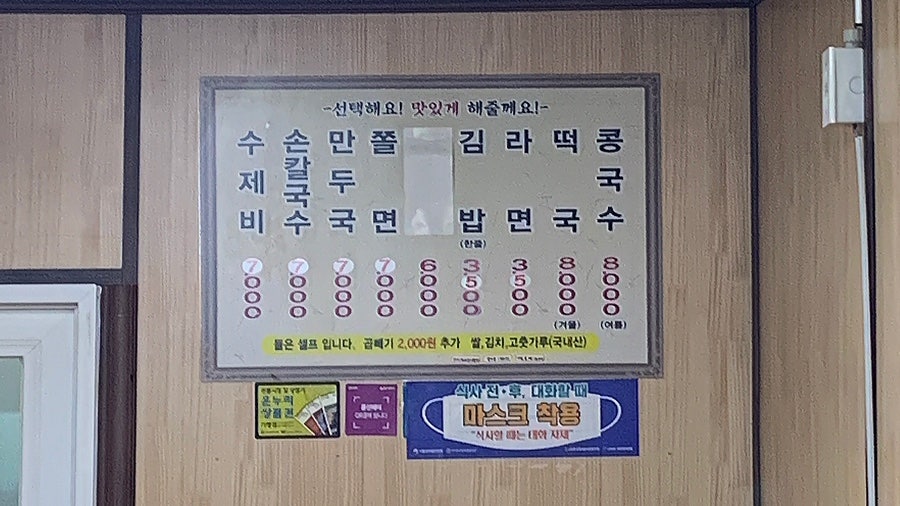 -선택해요! 맛있게 해줄께요!-
수제비 7000
손칼국수 7000
만두국 7000
쫄면 7000
6000
김밥 (한줄) 3500
라면 3500
떡국 8000 (겨울)
콩국수 8000 (여름)
물은 셀프 입니다. 곱빼기 2,000원 추가 쌀,김치,고춧가루(국내산)
온누리
상품권
가맹점
식사 전·후, 대화할 때
마스크 착용
"식사할 때는 대화 자제"